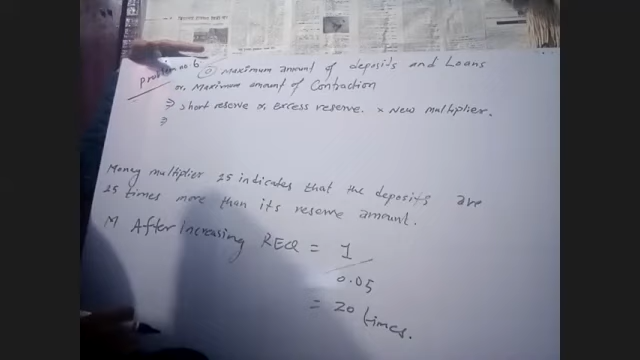 Problem no 6
Maximum amount of deposits and Loans
or, Maximum amount of Contraction
⇒ Short reserve or, excess reserve. × New multiplier.
⇒
Money multiplier 25 indicates that the deposits are
25 times more than its reserve amount.
M After increasing REQ = 1
0.05
= 20 times.